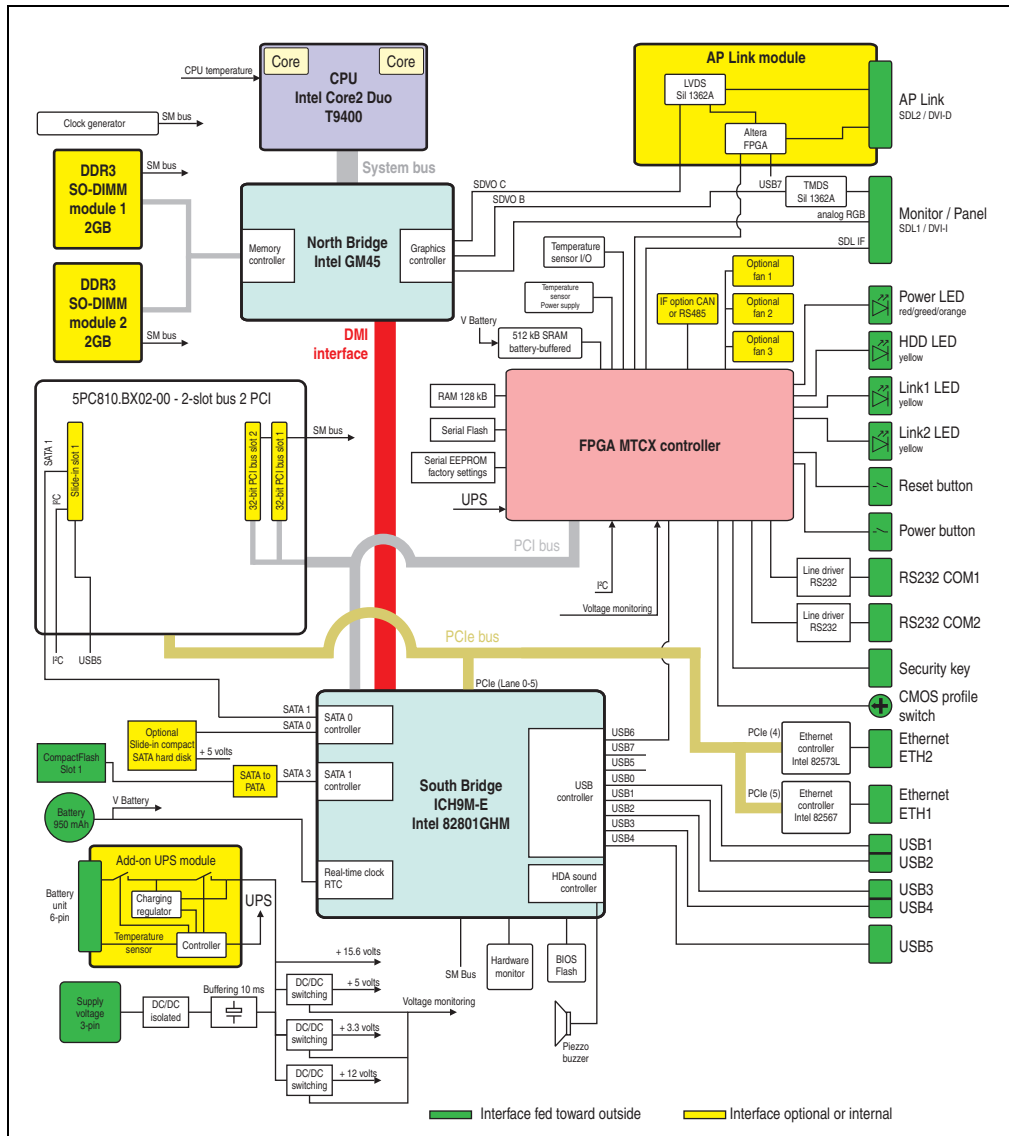 Core
Core
CPU
Intel Core2 Duo
T9400
CPU temperature
Clock generator
SM bus
DDR3
SO-DIMM
module 1
2GB
SM bus
DDR3
SO-DIMM
module 2
2GB
SM bus
System bus
North Bridge
Intel GM45
Memory
controller
Graphics
controller
DMI
interface
AP Link module
LVDS
Sil 1362A
Altera
FPGA
AP Link
SDL2 / DVI-D
SDVO C
SDVO B
USB7
TMDS
Sil 1362A
analog RGB
SDL IF
Monitor / Panel
SDL1 / DVI-I
Temperature
sensor I/O
Temperature
sensor
Power supply
V Battery
512 kB SRAM
battery-buffered
IF option CAN
or RS485
Optional
fan 1
Optional
fan 2
Optional
fan 3
Power LED
red/greed/orange
HDD LED
yellow
Link1 LED
yellow
Link2 LED
yellow
Reset button
Power button
RAM 128 kB
Serial Flash
Serial EEPROM
factory settings
UPS
FPGA MTCX controller
5PC810.BX02-00 - 2-slot bus 2 PCI
SATA 1
I²C
Slide-in slot 1
32-bit PCI bus slot 2
32-bit PCI bus slot 1
SM bus
I²C
USB5
PCI bus
I²C
Voltage monitoring
Line driver
RS232
RS232 COM1
Line driver
RS232
RS232 COM2
Security key
CMOS profile
switch
PCIe bus
PCIe (Lane 0-5)
PCIe (4)
Ethernet
controller
Intel 82573L
Ethernet
ETH2
PCIe (5)
Ethernet
controller
Intel 82567
Ethernet
ETH1
SATA 1
SATA 0
SATA 0
controller
Optional
Slide-in compact
SATA hard disk
+ 5 volts
CompactFlash
Slot 1
SATA to
PATA
SATA 3
SATA 1
controller
South Bridge
ICH9M-E
Intel 82801GHM
USB
controller
USB6
USB7
USB5
USB0
USB1
USB2
USB3
USB4
USB1
USB2
USB3
USB4
USB5
Battery
950 mAh
V Battery
Real-time clock
RTC
HDA sound
controller
Add-on UPS module
Battery
unit
6-pin
Charging
regulator
UPS
Temperature
sensor
Controller
SM Bus
Hardware
monitor
BIOS
Flash
Piezzo
buzzer
Supply
voltage
3-pin
DC/DC
isolated
Buffering 10 ms
+ 15.6 volts
DC/DC
switching
+ 5 volts
Voltage monitoring
DC/DC
switching
+ 3.3 volts
DC/DC
switching
+ 12 volts
Interface fed toward outside
Interface optional or internal